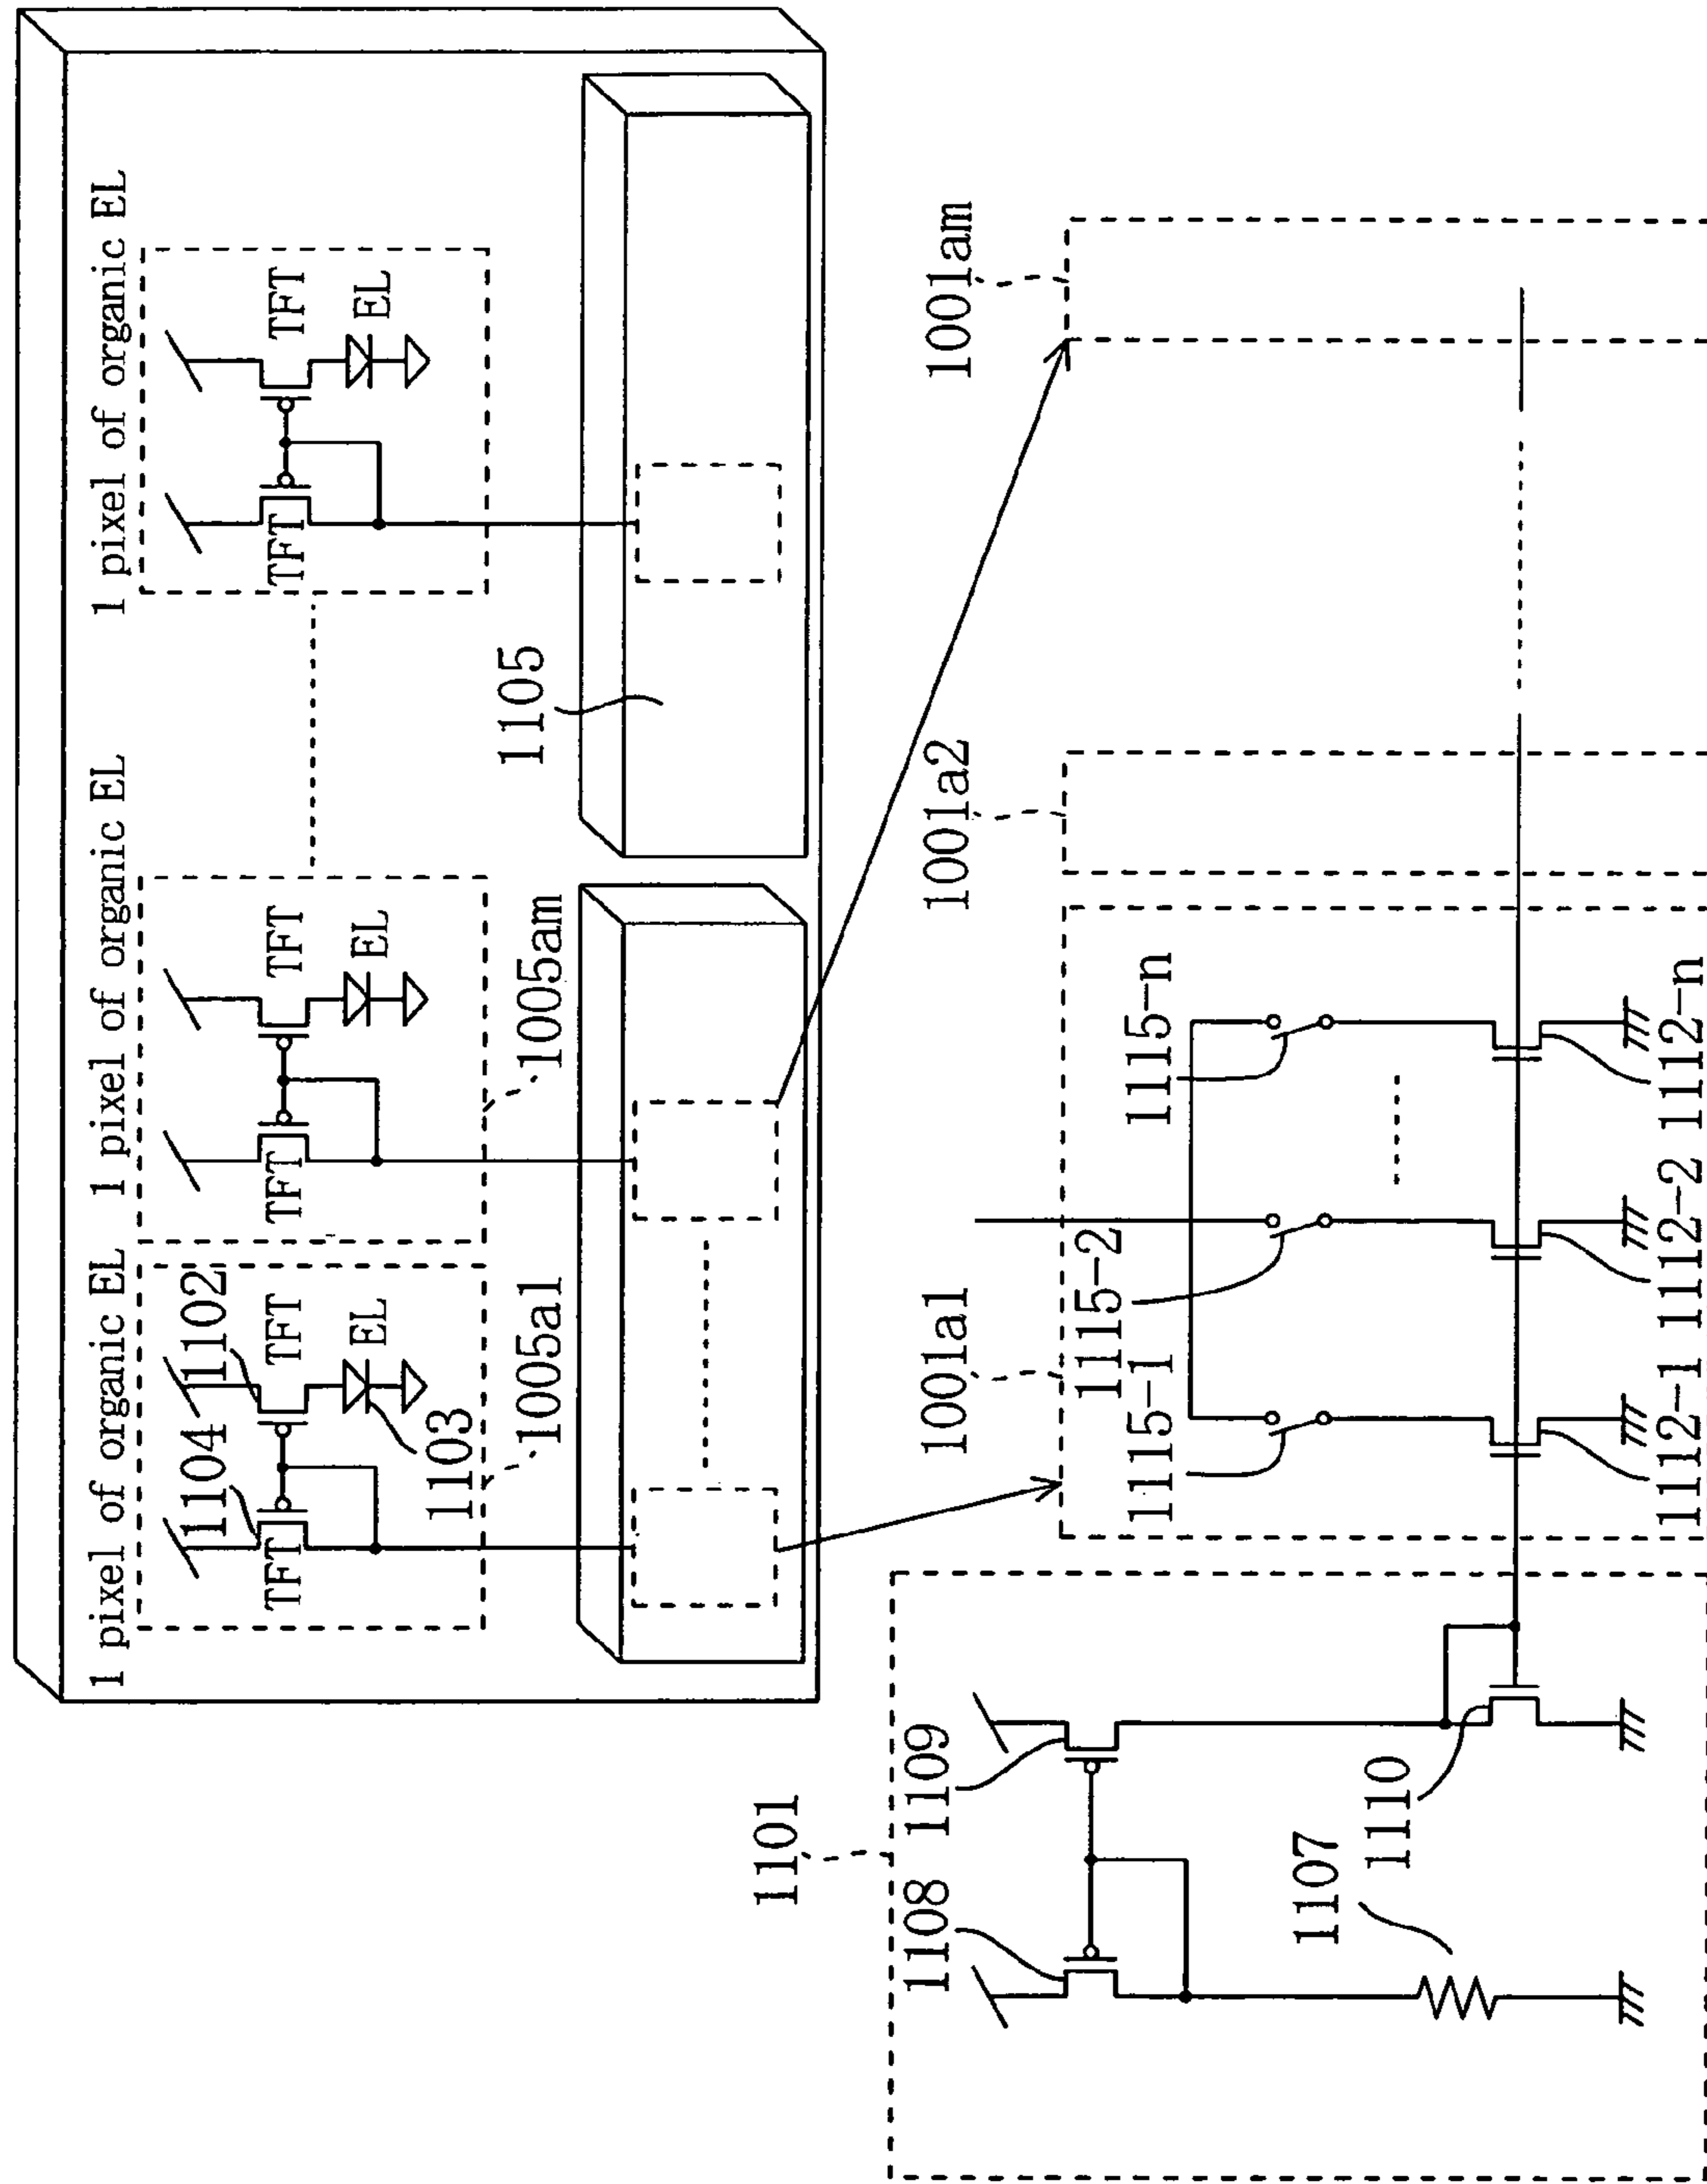 1 pixel of organic EL
1 pixel of organic EL
1 pixel of organic EL
1104
1102
TFT
TFT
TFT
TFT
TFT
TFT
EL
EL
EL
1103
1005a1
1005am
1105
1101
1001a1
1001a2
1001am
1108
1109
1115-1
1115-2
1115-n
1107
1110
1112-1
1112-2
1112-n